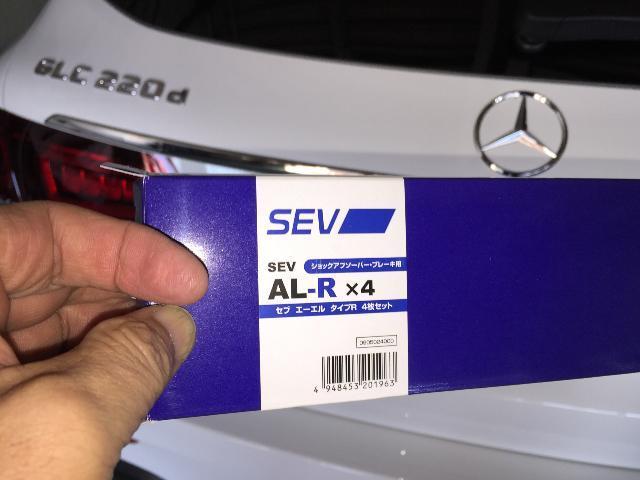 GLC 220 d
SEV
SEV ショックアブソーバー・ブレーキ用
AL-R ×4
セブ エーエル タイプR 4枚セット
0905024000
4 948453 201963